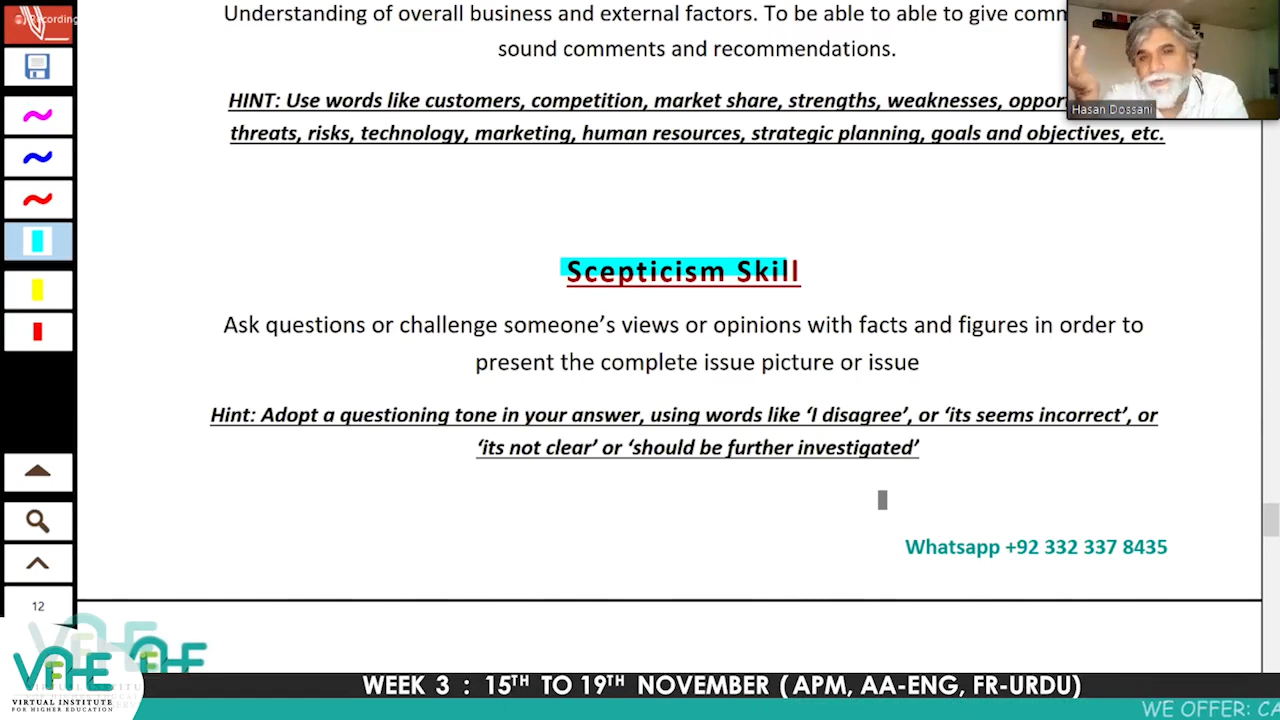 Recording
Understanding of overall business and external factors. To be able to able to give comm
sound comments and recommendations.
HINT: Use words like customers, competition, market share, strengths, weaknesses, oppor
threats, risks, technology, marketing, human resources, strategic planning, goals and objectives, etc.
Hasan Dossani
Scepticism Skill
Ask questions or challenge someone’s views or opinions with facts and figures in order to
present the complete issue picture or issue
Hint: Adopt a questioning tone in your answer, using words like ‘I disagree’, or ‘its seems incorrect’, or
‘its not clear’ or ‘should be further investigated’
Whatsapp +92 332 337 8435
12
VIFHE
VIRTUAL INSTITUTE
FOR HIGHER EDUCATION
WEEK 3 : 15TH TO 19TH NOVEMBER (APM, AA-ENG, FR-URDU)
WE OFFER: CA